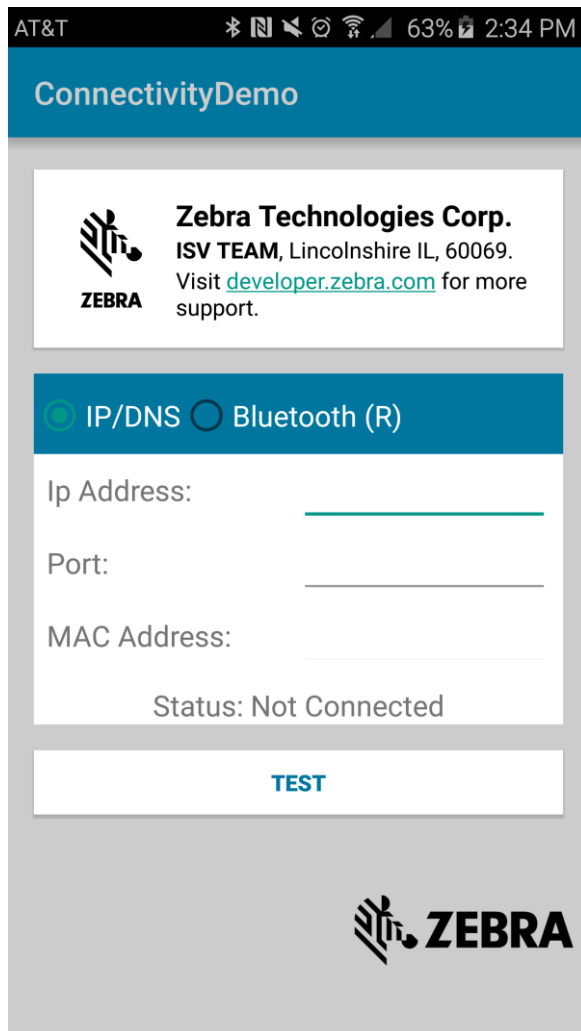 AT&T 63% 2:34 PM
ConnectivityDemo
Zebra Technologies Corp.
ISV TEAM, Lincolnshire IL, 60069.
Visit developer.zebra.com for more
support.
ZEBRA
IP/DNS Bluetooth (R)
Ip Address:
Port:
MAC Address:
Status: Not Connected
TEST
ZEBRA